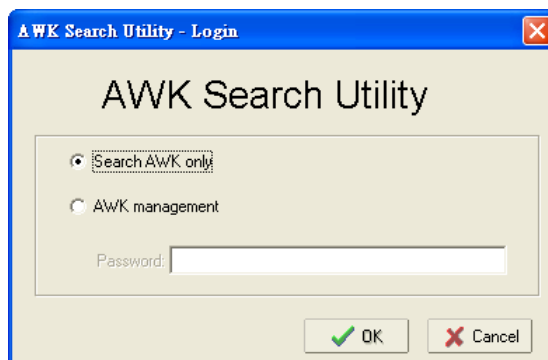 AWK Search Utility - Login
AWK Search Utility
Search AWK only
AWK management
Password:
OK
Cancel